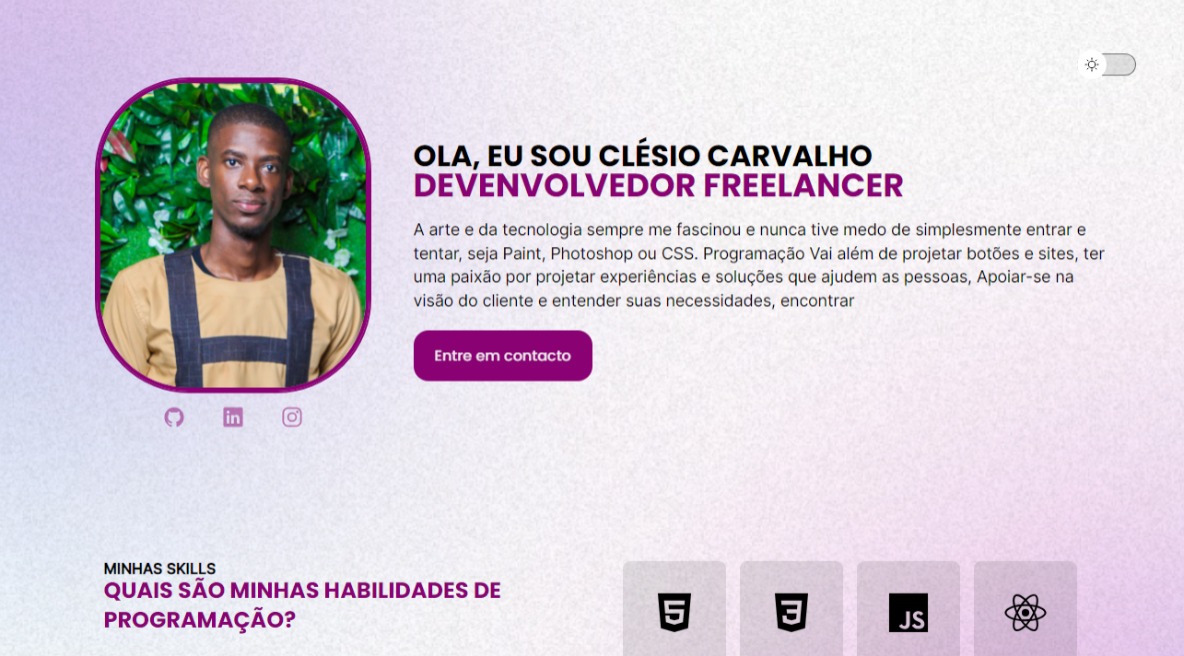 OLA, EU SOU CLÉSIO CARVALHO
DEVENVOLVEDOR FREELANCER
A arte e da tecnologia sempre me fascinou e nunca tive medo de simplesmente entrar e
tentar, seja Paint, Photoshop ou CSS. Programação Vai além de projetar botões e sites, ter
uma paixão por projetar experiências e soluções que ajudem as pessoas, Apoiar-se na
visão do cliente e entender suas necessidades, encontrar
Entre em contacto
in
MINHAS SKILLS
QUAIS SÃO MINHAS HABILIDADES DE
PROGRAMAÇÃO?
5
3
JS